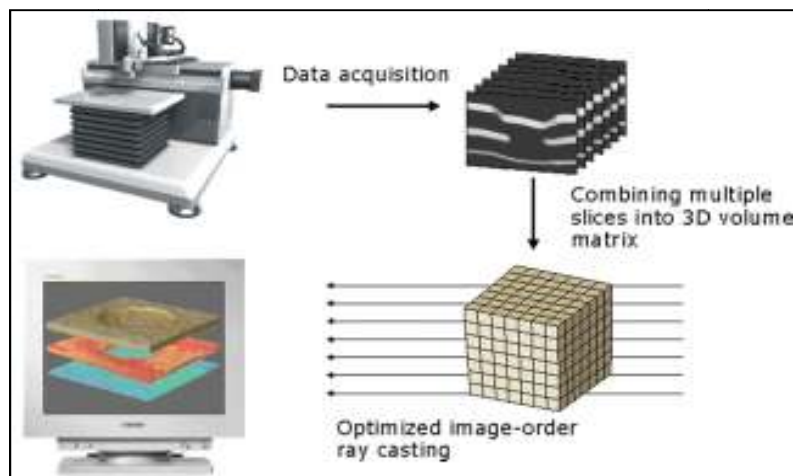 Data acquisition
Combining multiple
slices into 3D volume
matrix
Optimized image-order
ray casting